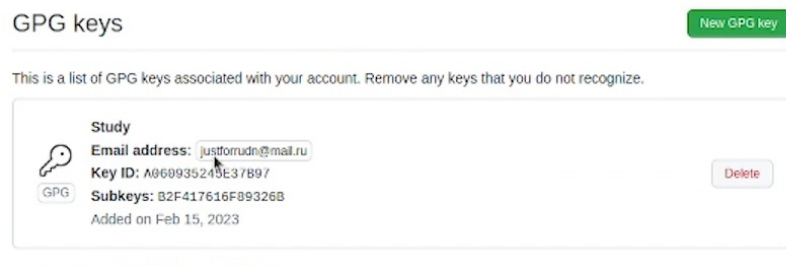 GPG keys
New GPG key
This is a list of GPG keys associated with your account. Remove any keys that you do not recognize.
Study
Email address: justforrudn@mail.ru
Key ID: A060935245E37B97
GPG
Subkeys: B2F417616F89326B
Added on Feb 15, 2023
Delete